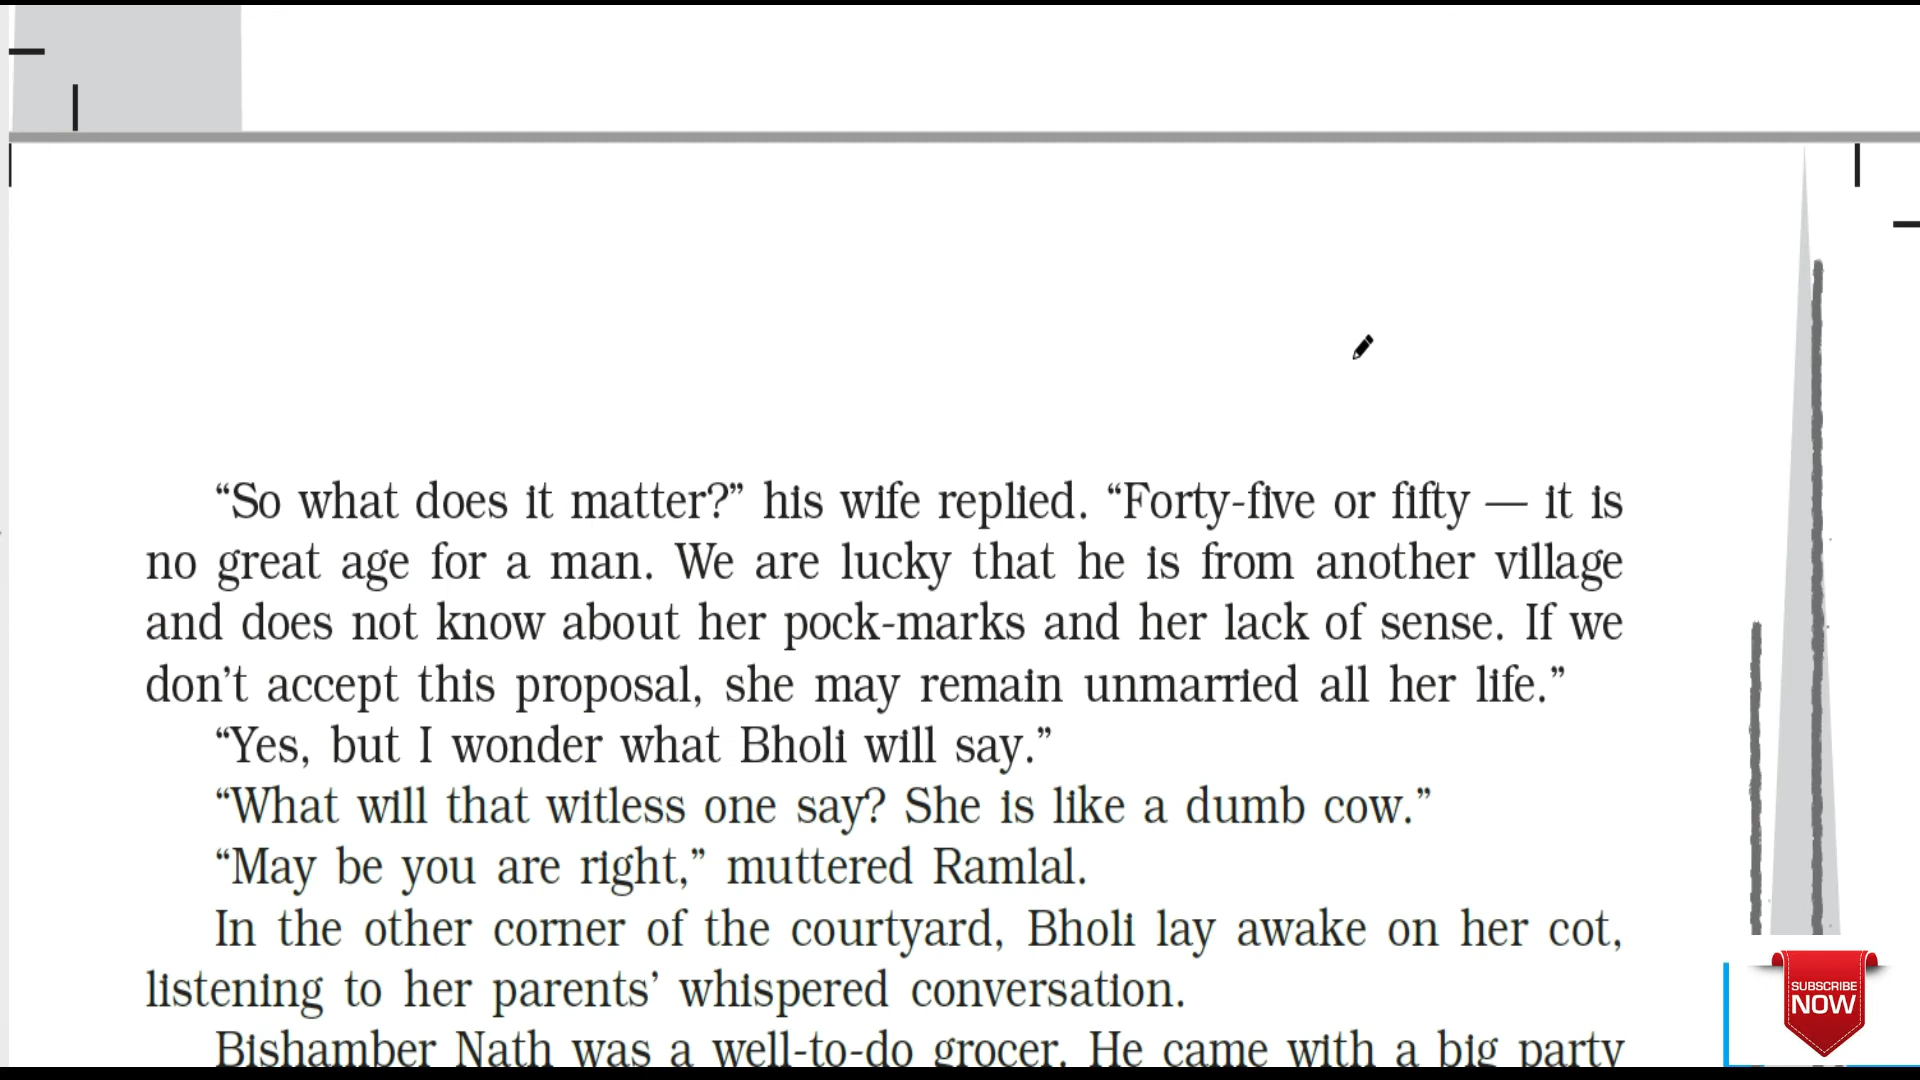 “So what does it matter?” his wife replied. “Forty-five or fifty — it is
no great age for a man. We are lucky that he is from another village
and does not know about her pock-marks and her lack of sense. If we
don’t accept this proposal, she may remain unmarried all her life.”
“Yes, but I wonder what Bholi will say.”
“What will that witless one say? She is like a dumb cow.”
“May be you are right,” muttered Ramlal.
In the other corner of the courtyard, Bholi lay awake on her cot,
listening to her parents’ whispered conversation.
Bishamber Nath was a well-to-do grocer. He came with a big party
SUBSCRIBE
NOW